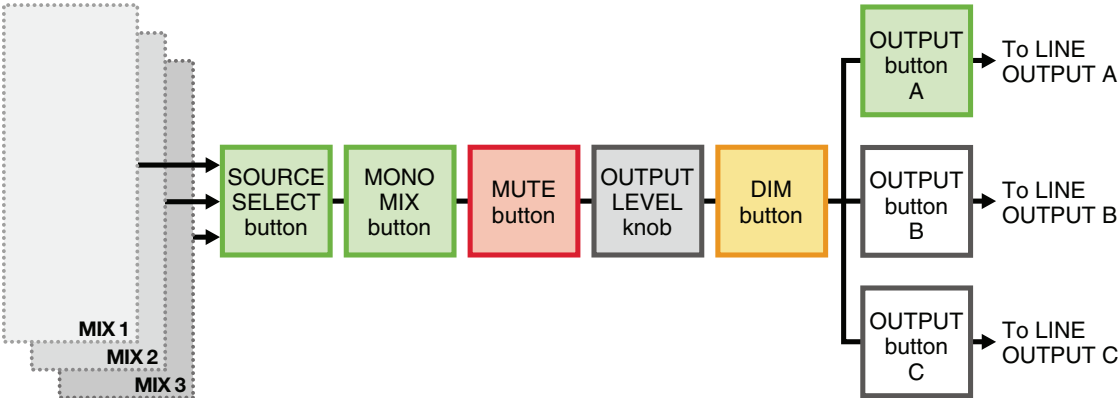 MIX 1
MIX 2
MIX 3
SOURCE
SELECT
button
MONO
MIX
button
MUTE
button
OUTPUT
LEVEL
knob
DIM
button
OUTPUT
button
A
To LINE
OUTPUT A
OUTPUT
button
B
To LINE
OUTPUT B
OUTPUT
button
C
To LINE
OUTPUT C